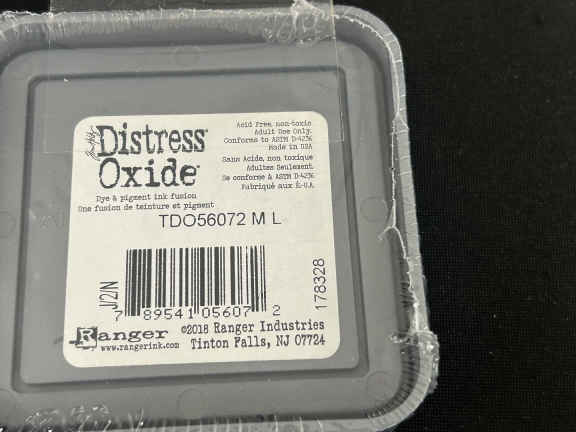 Distress
Oxide
Dye & pigment ink fusion
Une fusion de teinture et pigment
Acid Free, non-toxic
Adult Use Only.
Conforms to ASTM D-4236
Made in USA
Sans Acide, non toxique
Adultes Seulement.
Se conforme à ASTM D-4236
Fabriqué aux É-U.A.
TDO56072 M L
J/2/N
7 89541 05607 2
178328
Ranger
www.rangerink.com
©2018 Ranger Industries
Tinton Falls, NJ 07724